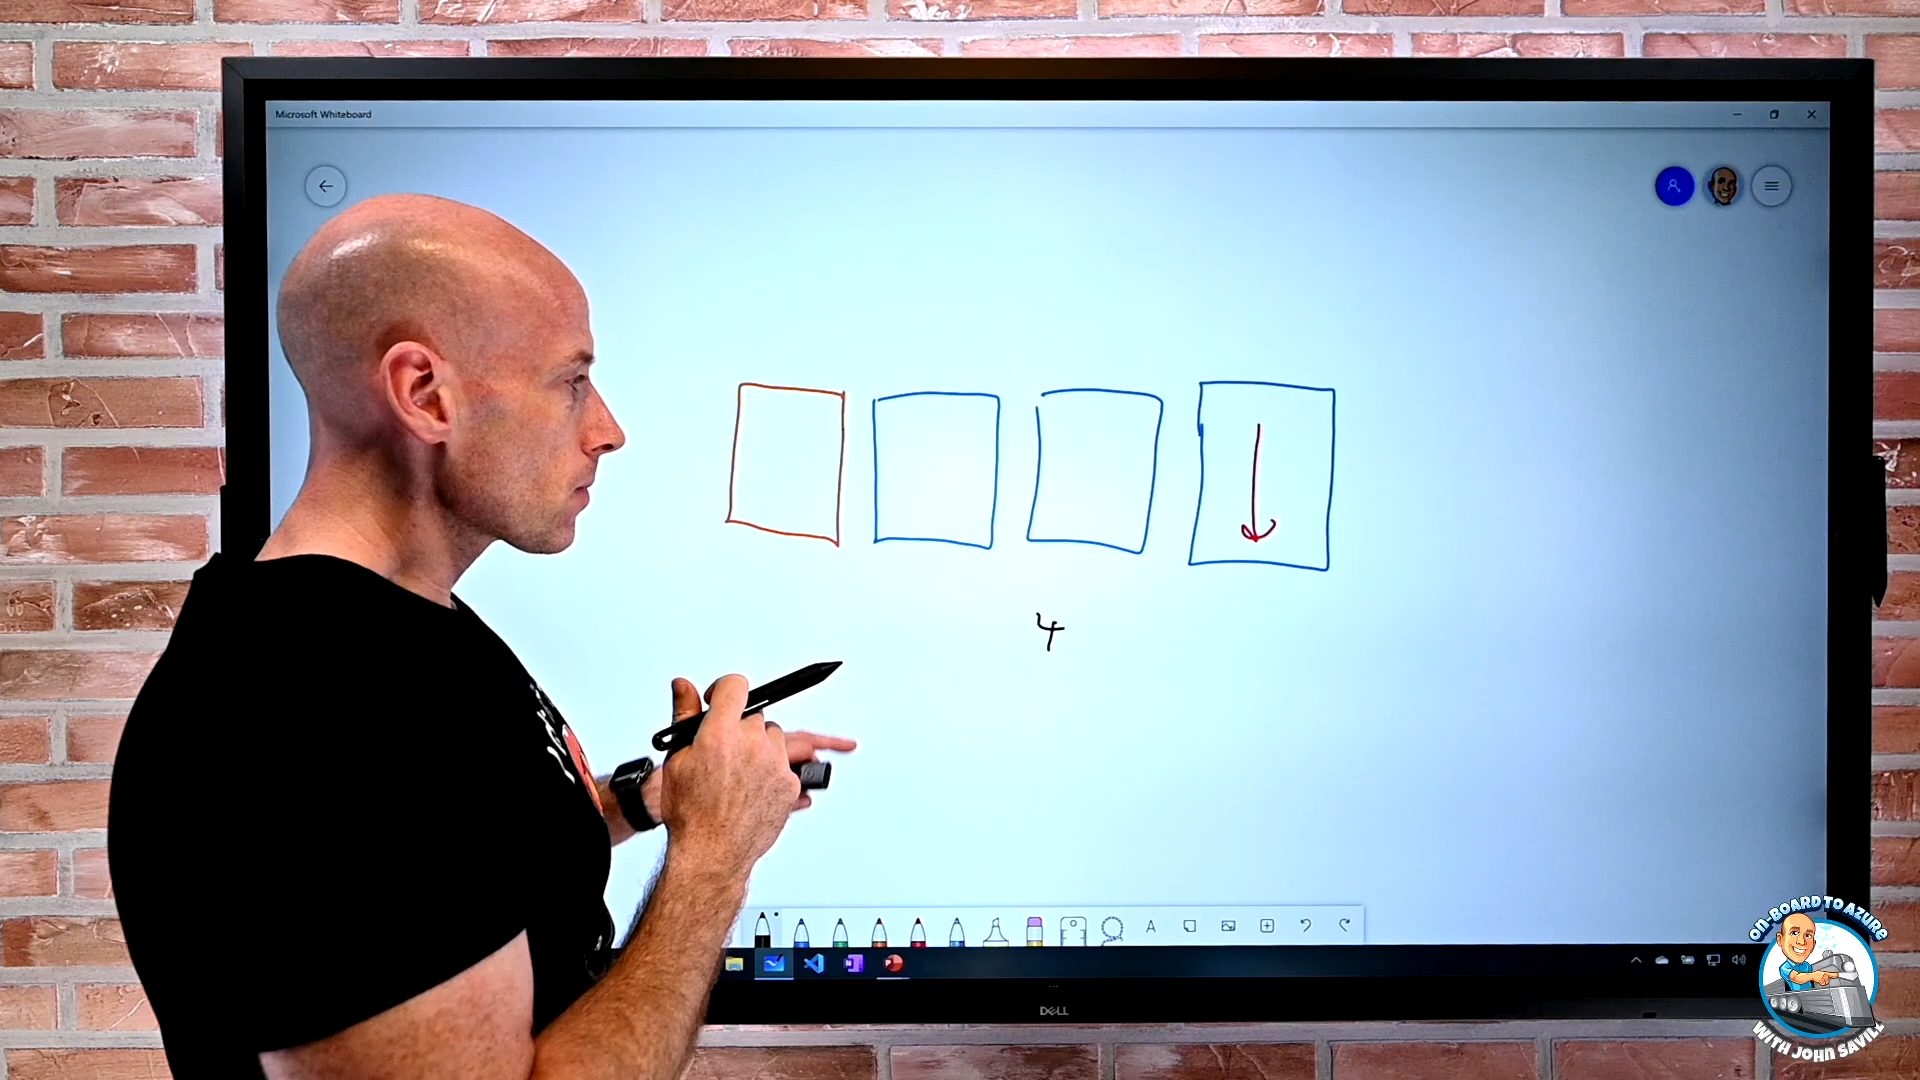 Microsoft Whiteboard
4
A
DELL
ON-BOARD TO AZURE
WITH JOHN SAVILL